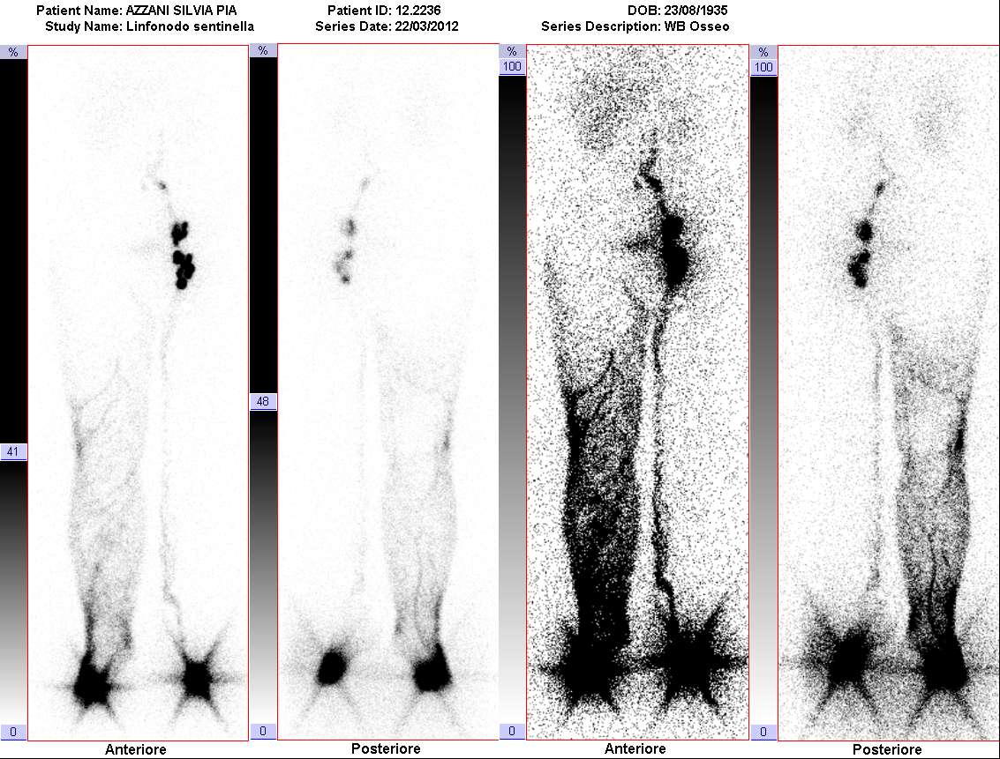 Patient Name: AZZANI SILVIA PIA
Patient ID: 12.2236
DOB: 23/08/1935
Study Name: Linfonodo sentinella
Series Date: 22/03/2012
Series Description: WB Osseo
% % % %
100 100
48
41
0 0 0 0
Anteriore Posteriore Anteriore Posteriore